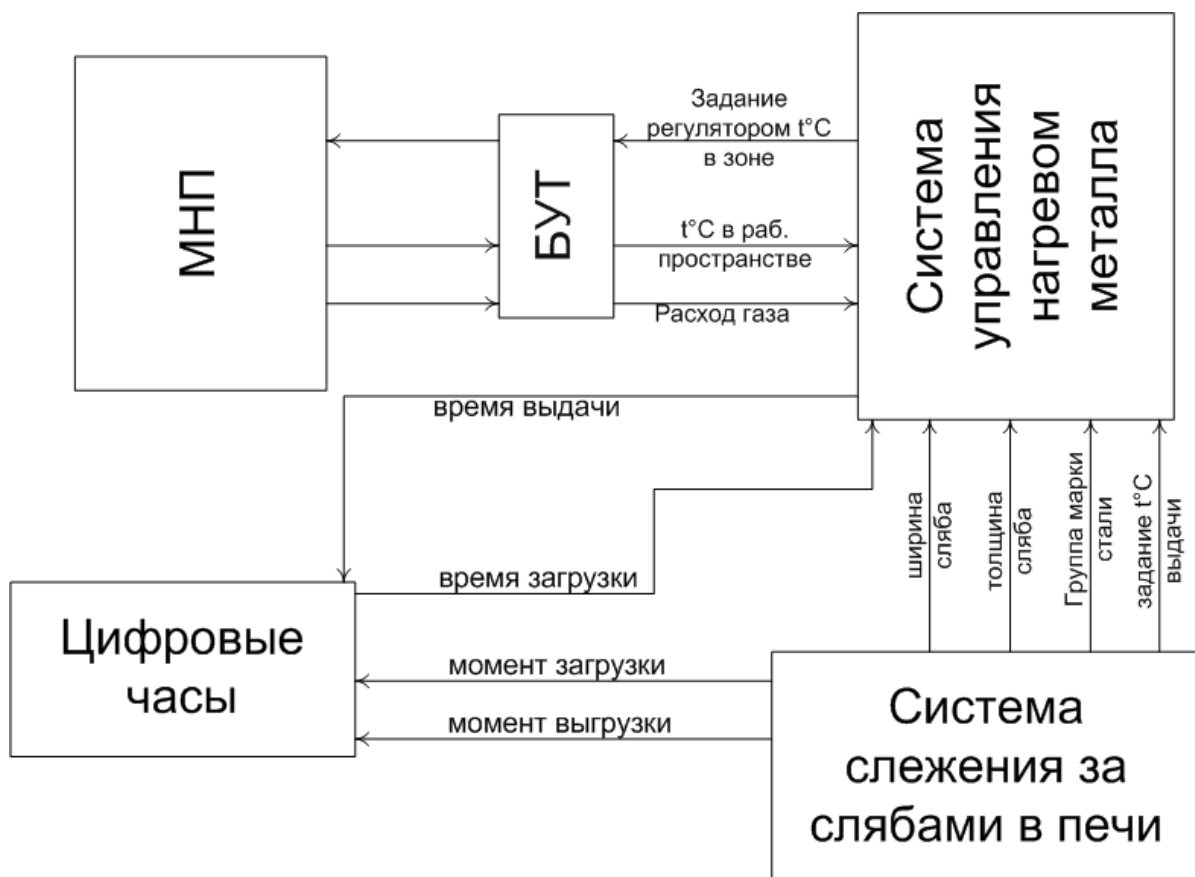 МНП
БУТ
Задание
регулятором t°C
в зоне
t°C в раб.
пространстве
Расход газа
Система
управления
нагревом
металла
время выдачи
время загрузки
ширина
сляба
толщина
сляба
Группа марки
стали
задание t°C
выдачи
Цифровые
часы
момент загрузки
момент выгрузки
Система
слежения за
слябами в печи